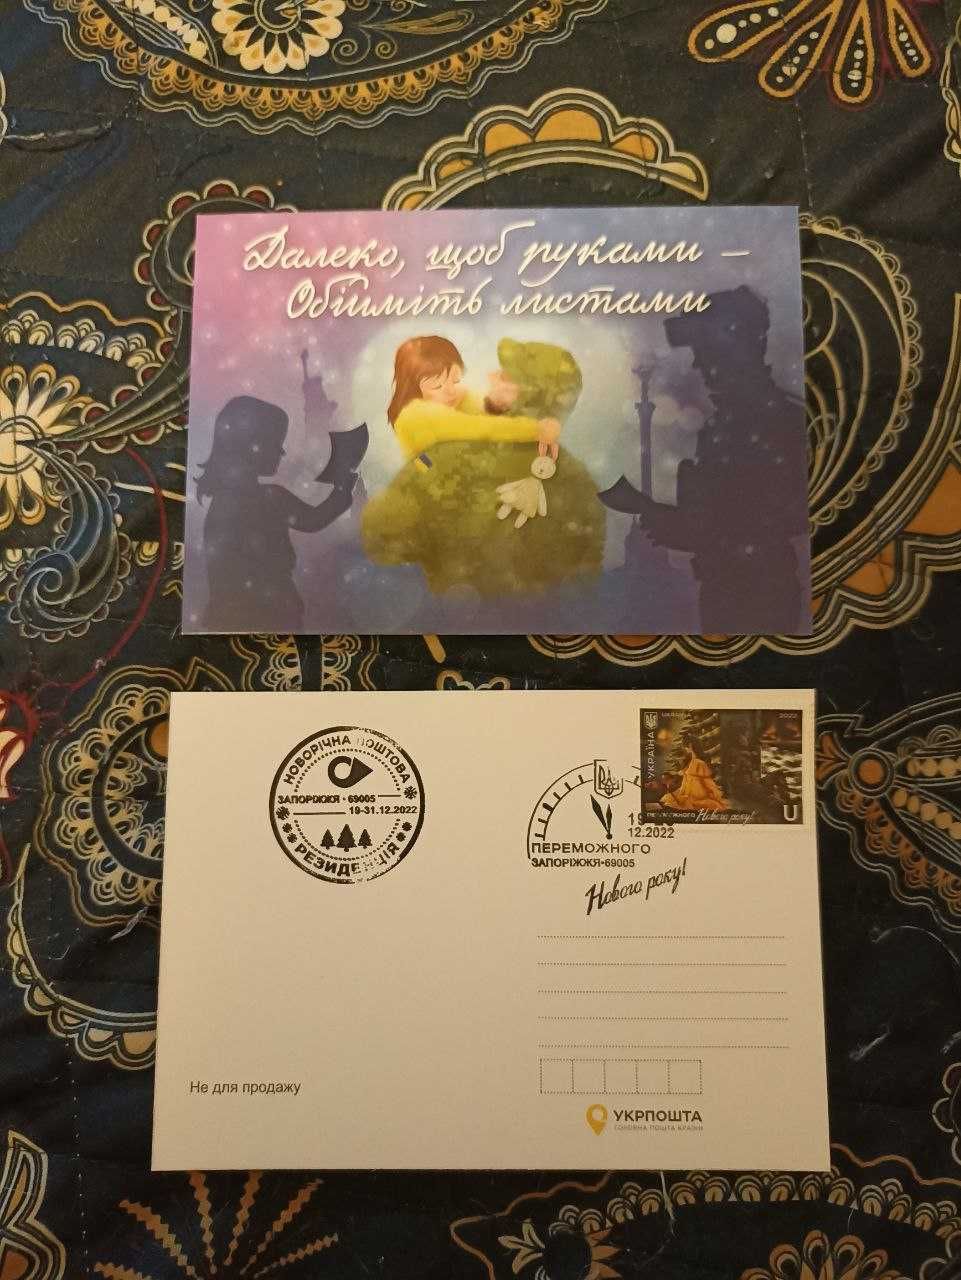 Далеко, щоб руками –
Обійміть листами
НОВОРІЧНА ПОШТОВА
ЗАПОРІЖЖЯ • 69005
19-31.12.2022
РЕЗИДЕНЦІЯ
УКРАЇНА
UKRAINA
2022
ПЕРЕМОЖНОГО Нового року!
U
12.2022
ПЕРЕМОЖНОГО
ЗАПОРІЖЖЯ•69005
Нового року!
Не для продажу
УКРПОШТА
ГОЛОВНА ПОШТА КРАЇНИ